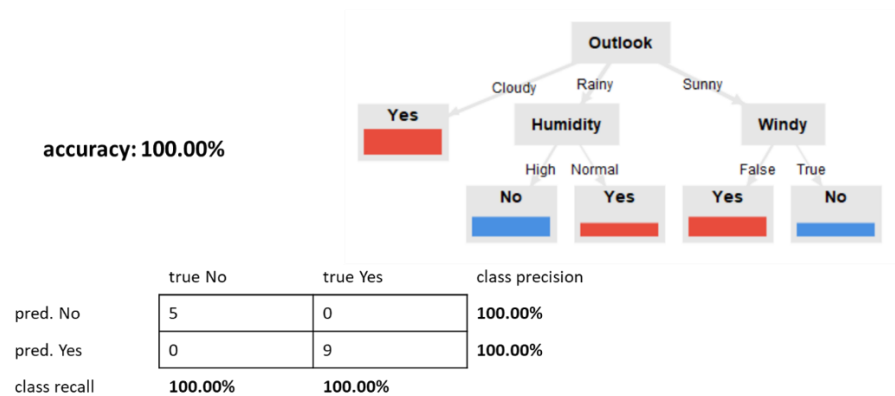 Outlook
Cloudy Rainy Sunny
Yes Humidity Windy
accuracy: 100.00%
High Normal False True
No Yes Yes No
true No true Yes class precision
pred. No 5 0 100.00%
pred. Yes 0 9 100.00%
class recall 100.00% 100.00%